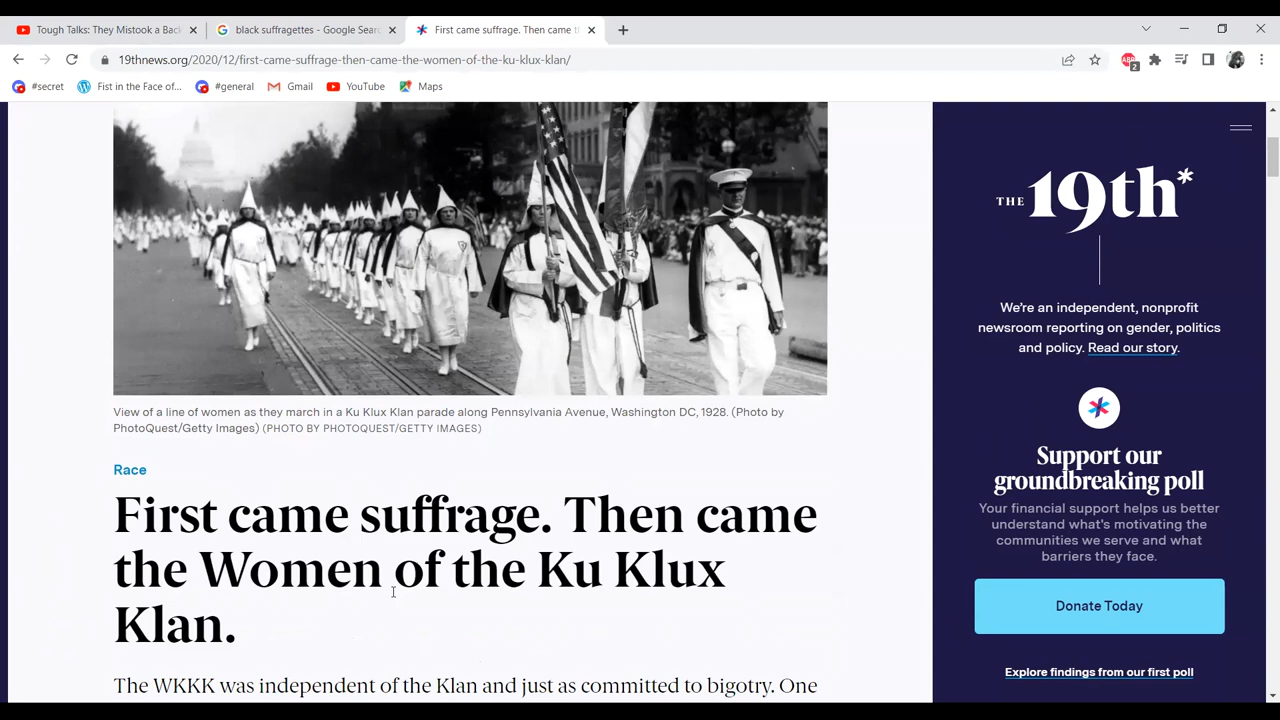 Tough Talks: They Mistook a Back
black suffragettes - Google Sear
First came suffrage. Then came th
19thnews.org/2020/12/first-came-suffrage-then-came-the-women-of-the-ku-klux-klan/
2
#secret
Fist in the Face of...
#general
Gmail
YouTube
Maps
View of a line of women as they march in a Ku Klux Klan parade along Pennsylvania Avenue, Washington DC, 1928. (Photo by
PhotoQuest/Getty Images) (PHOTO BY PHOTOQUEST/GETTY IMAGES)
Race
First came suffrage. Then came
the Women of the Ku Klux
Klan.
The WKKK was independent of the Klan and just as committed to bigotry. One
THE 19th*
We're an independent, nonprofit
newsroom reporting on gender, politics
and policy. Read our story.
Support our
groundbreaking poll
Your financial support helps us better
understand what's motivating the
communities we serve and what
barriers they face.
Donate Today
Explore findings from our first poll